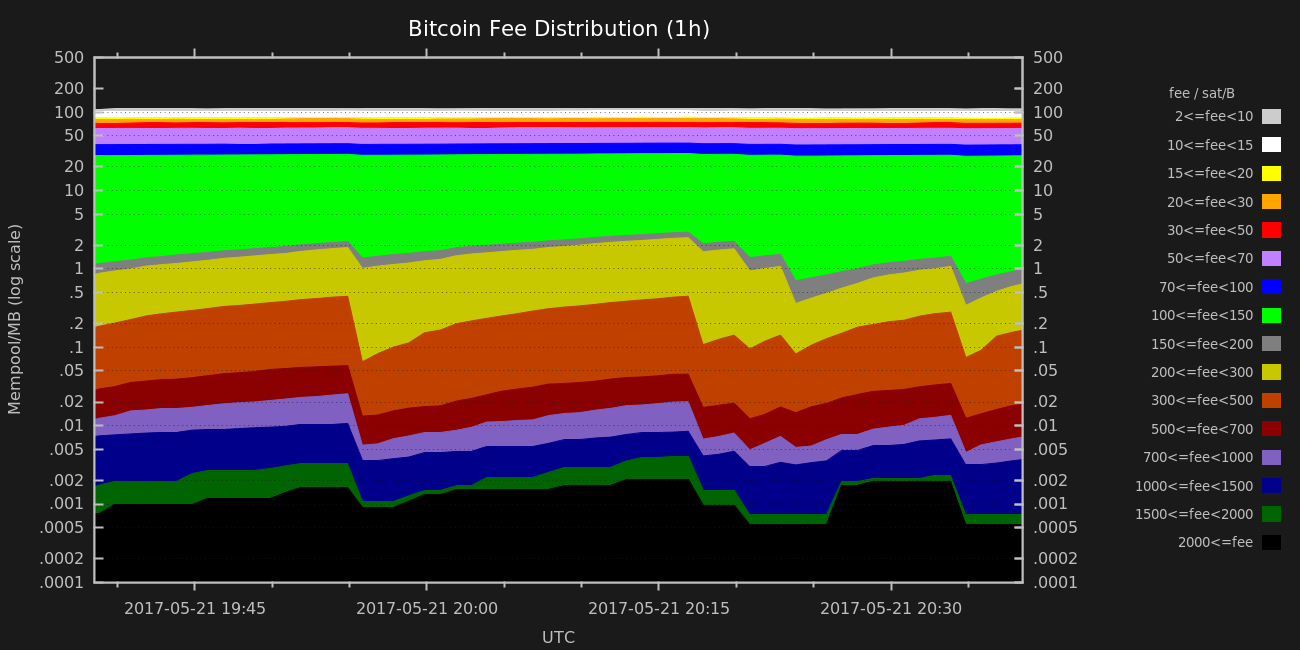 Bitcoin Fee Distribution (1h)
Mempool/MB (log scale)
500
200
100
50
20
10
5
2
1
.5
.2
.1
.05
.02
.01
.005
.002
.001
.0005
.0002
.0001
500
200
100
50
20
10
5
2
1
.5
.2
.1
.05
.02
.01
.005
.002
.001
.0005
.0002
.0001
2017-05-21 19:45
2017-05-21 20:00
2017-05-21 20:15
2017-05-21 20:30
UTC
fee / sat/B
2<=fee<10
10<=fee<15
15<=fee<20
20<=fee<30
30<=fee<50
50<=fee<70
70<=fee<100
100<=fee<150
150<=fee<200
200<=fee<300
300<=fee<500
500<=fee<700
700<=fee<1000
1000<=fee<1500
1500<=fee<2000
2000<=fee